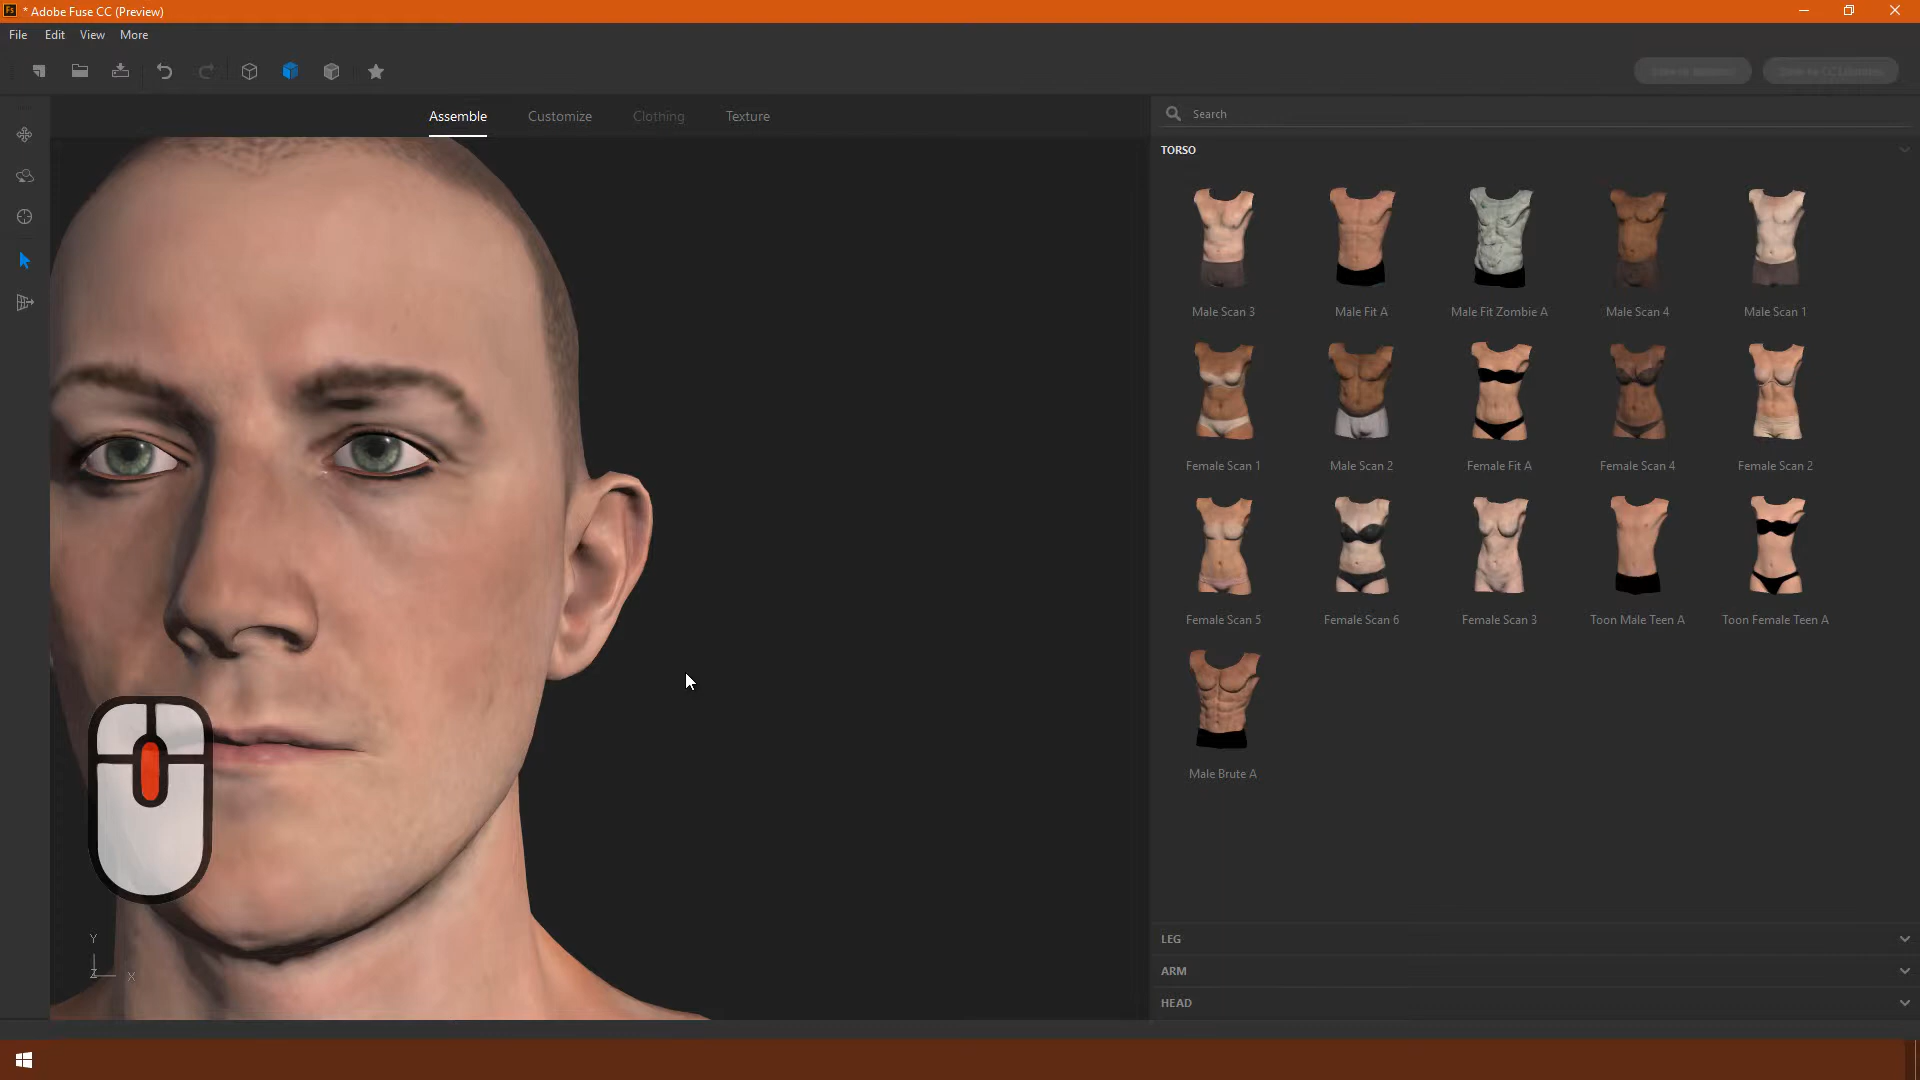 Fs * Adobe Fuse CC (Preview)
File Edit View More
Assemble Customize Clothing Texture
Search
TORSO
Male Scan 3 Male Fit A Male Fit Zombie A Male Scan 4 Male Scan 1
Female Scan 1 Male Scan 2 Female Fit A Female Scan 4 Female Scan 2
Female Scan 5 Female Scan 6 Female Scan 3 Toon Male Teen A Toon Female Teen A
Male Brute A
Y
Z X
LEG
ARM
HEAD